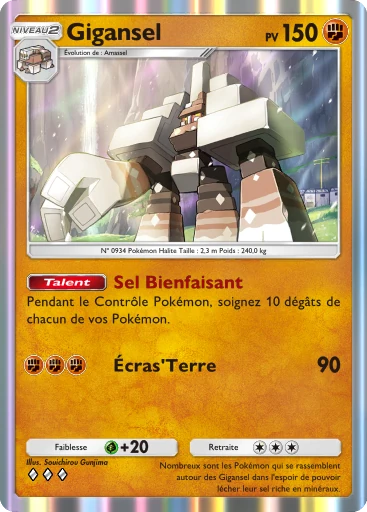 NIVEAU 2
Gigansel
PV 150
Évolution de : Amassel
N° 0934 Pokémon Halite Taille : 2,3 m Poids : 240,0 kg
Talent Sel Bienfaisant
Pendant le Contrôle Pokémon, soignez 10 dégâts de
chacun de vos Pokémon.
Écras'Terre 90
Faiblesse +20 Retraite
Illus. Souichirou Gunjima
Nombreux sont les Pokémon qui se rassemblent
autour des Gigansel dans l'espoir de pouvoir
lécher leur sel riche en minéraux.